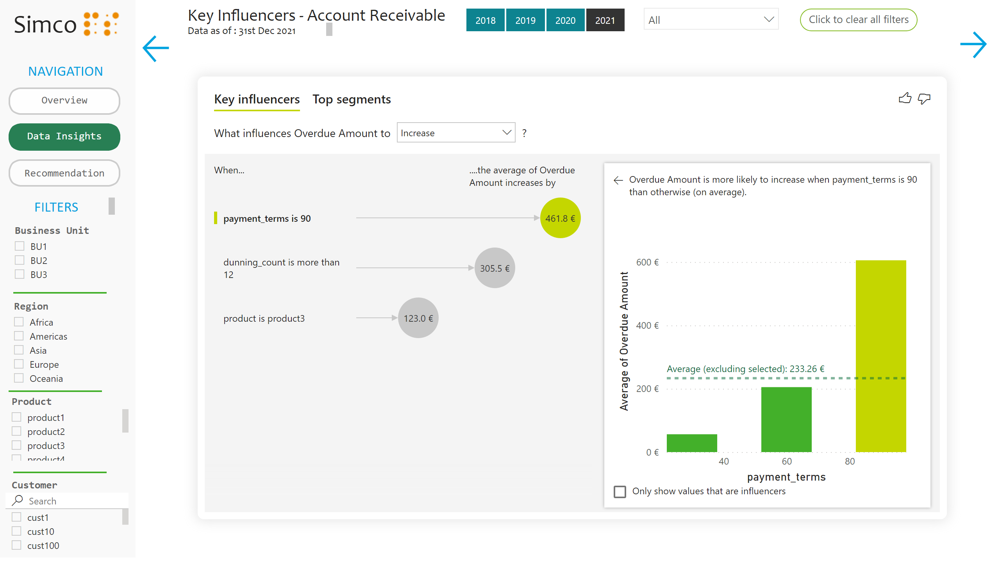 Simco
Key Influencers - Account Receivable
Data as of : 31st Dec 2021
2018
2019
2020
2021
All
Click to clear all filters
NAVIGATION
Overview
Data Insights
Recommendation
FILTERS
Business Unit
BU1
BU2
BU3
Region
Africa
Americas
Asia
Europe
Oceania
Product
product1
product2
product3
product4
Customer
Search
cust1
cust10
cust100
Key influencers
Top segments
What influences Overdue Amount to
Increase
?
When...
....the average of Overdue
Amount increases by
payment_terms is 90
461.8 €
dunning_count is more than
12
305.5 €
product is product3
123.0 €
Overdue Amount is more likely to increase when payment_terms is 90
than otherwise (on average).
Average of Overdue Amount
600 €
400 €
200 €
0 €
Average (excluding selected): 233.26 €
40
60
80
payment_terms
Only show values that are influencers